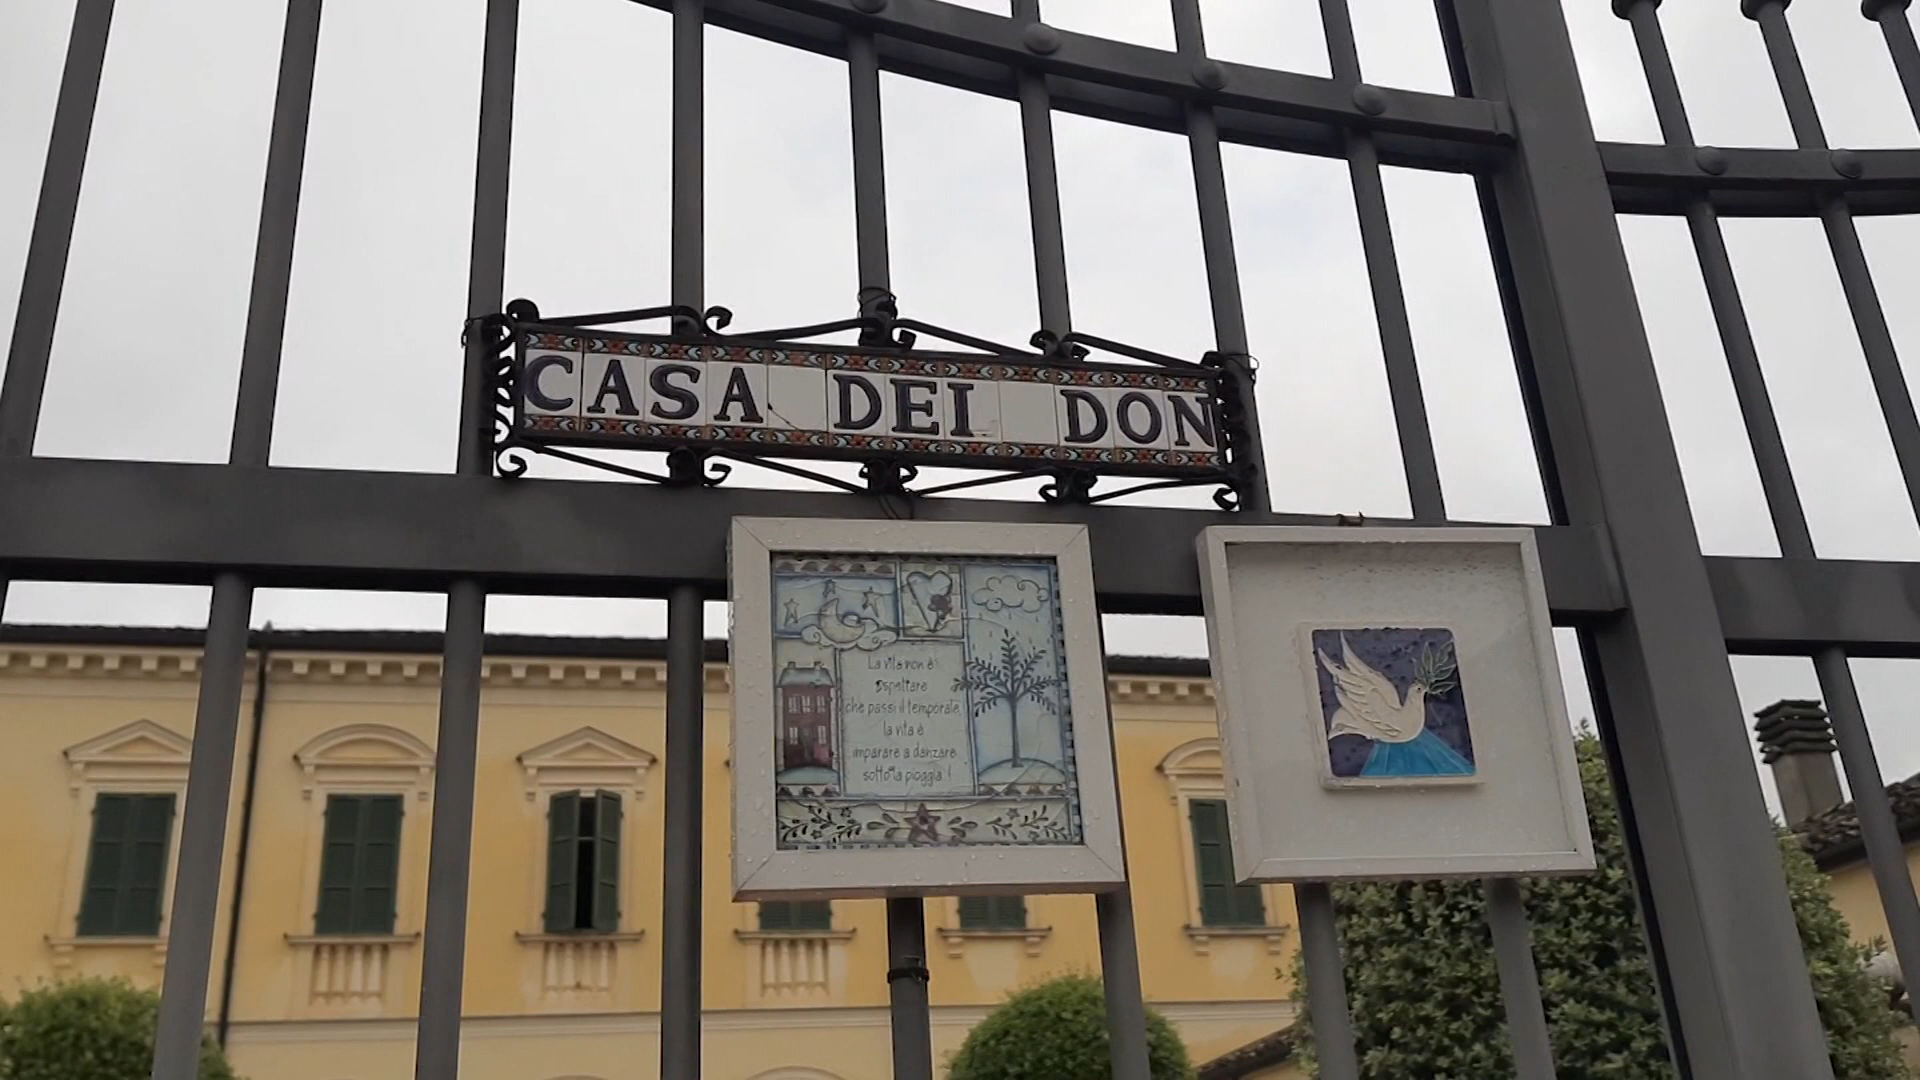 CASA DEI DON
La vita non è
aspettare
che passi il temporale,
la vita è
imparare a danzare
sotto la pioggia!